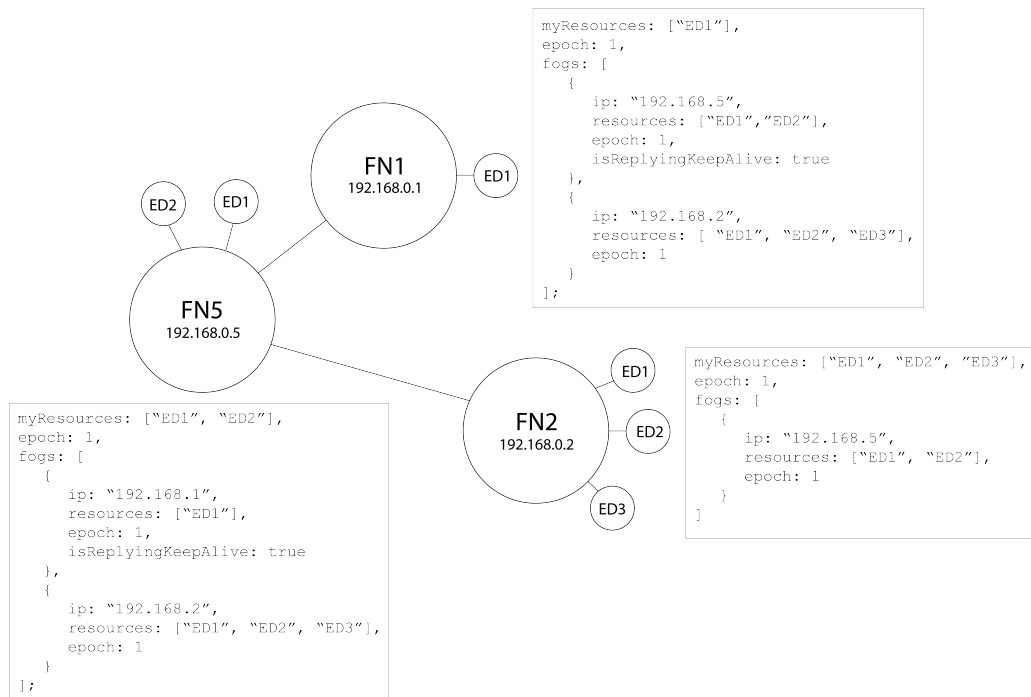 myResources: [“ED1”],
epoch: 1,
fogs: [
{
ip: “192.168.5”,
resources: [“ED1”,”ED2”],
epoch: 1,
isReplyingKeepAlive: true
},
{
ip: “192.168.2”,
resources: [ “ED1”, “ED2”, “ED3”],
epoch: 1
}
];
FN1
192.168.0.1
ED1
ED2
ED1
FN5
192.168.0.5
FN2
192.168.0.2
ED1
ED2
ED3
myResources: [“ED1”, “ED2”, ”ED3”],
epoch: 1,
fogs: [
{
ip: “192.168.5”,
resources: [“ED1”, “ED2”],
epoch: 1
}
]
myResources: [“ED1”, “ED2”],
epoch: 1,
fogs: [
{
ip: “192.168.1”,
resources: [“ED1”],
epoch: 1,
isReplyingKeepAlive: true
},
{
ip: “192.168.2”,
resources: [“ED1”, “ED2”, “ED3”],
epoch: 1
}
];